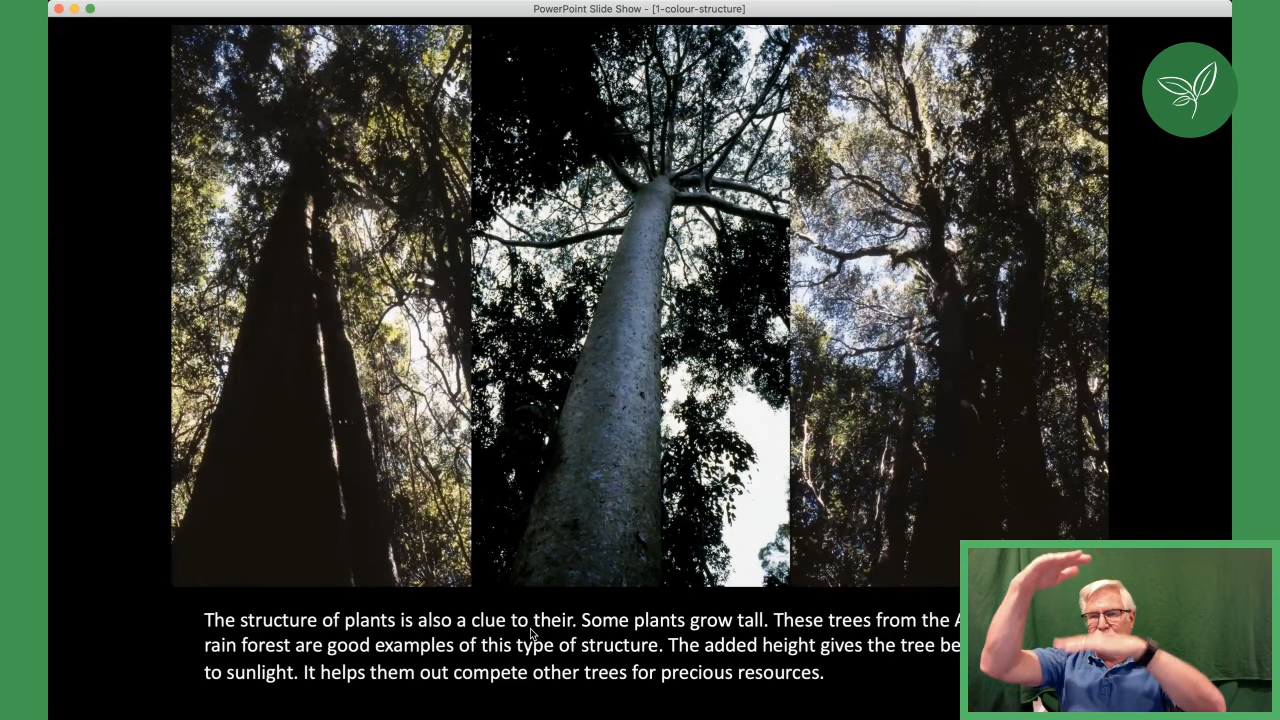 PowerPoint Slide Show - [1-colour-structure]
The structure of plants is also a clue to their. Some plants grow tall. These trees from the
rain forest are good examples of this type of structure. The added height gives the tree
to sunlight. It helps them out compete other trees for precious resources.